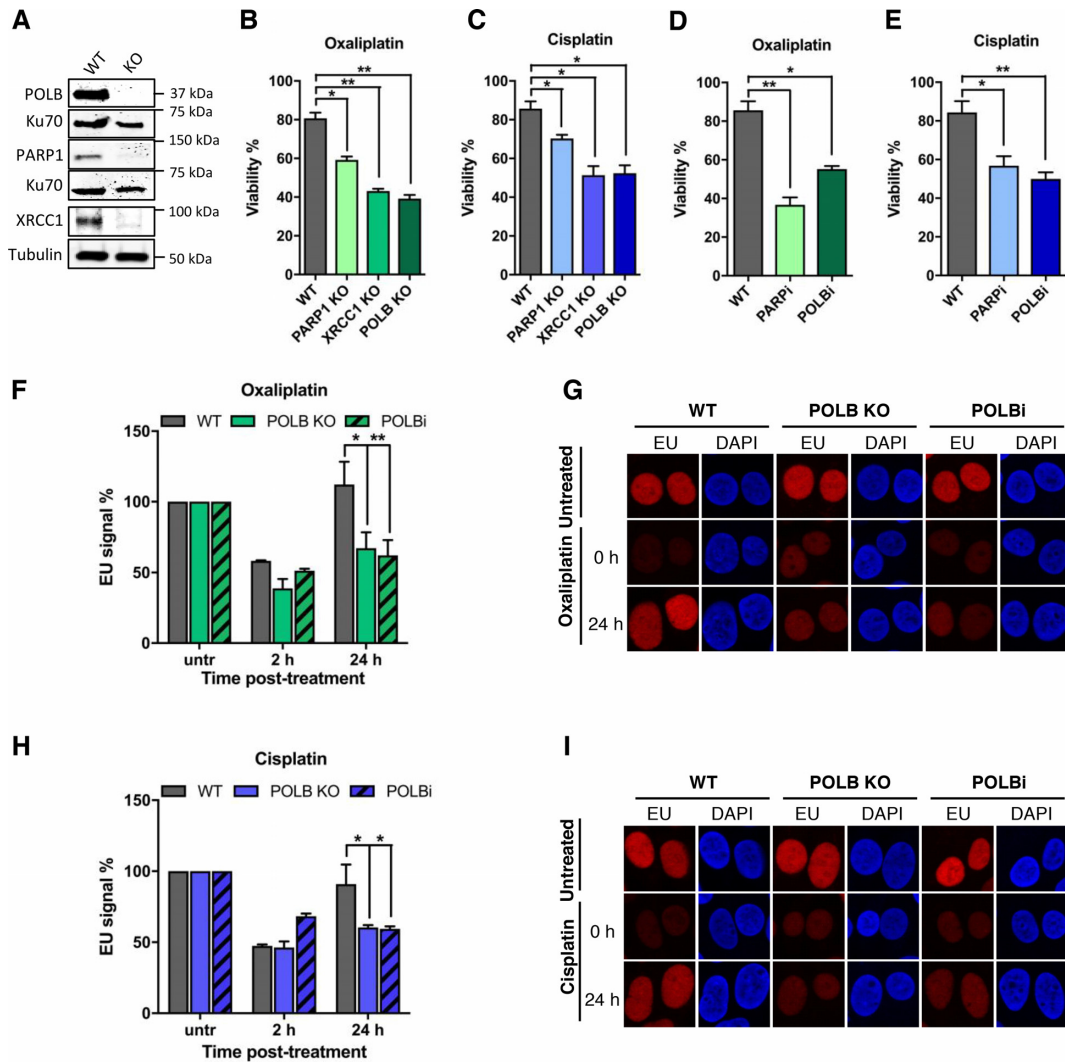 A
WT KO
POLB
37 kDa
75 kDa
Ku70
150 kDa
PARP1
75 kDa
Ku70
100 kDa
XRCC1
Tubulin
50 kDa
B
Oxaliplatin
**
**
*
100
80
60
40
20
0
Viability %
WT
PARP1 KO
XRCC1 KO
POLB KO
C
Cisplatin
*
*
*
100
80
60
40
20
0
Viability %
WT
PARP1 KO
XRCC1 KO
POLB KO
D
Oxaliplatin
*
**
100
80
60
40
20
0
Viability %
WT
PARPi
POLBi
E
Cisplatin
**
*
100
80
60
40
20
0
Viability %
WT
PARPi
POLBi
F
Oxaliplatin
WT POLB KO POLBi
* **
150
100
50
0
EU signal %
untr 2 h 24 h
Time post-treatment
G
WT POLB KO POLBi
EU DAPI EU DAPI EU DAPI
Untreated
Oxaliplatin
0 h
24 h
H
Cisplatin
WT POLB KO POLBi
* *
150
100
50
0
EU signal %
untr 2 h 24 h
Time post-treatment
I
WT POLB KO POLBi
EU DAPI EU DAPI EU DAPI
Untreated
Cisplatin
0 h
24 h